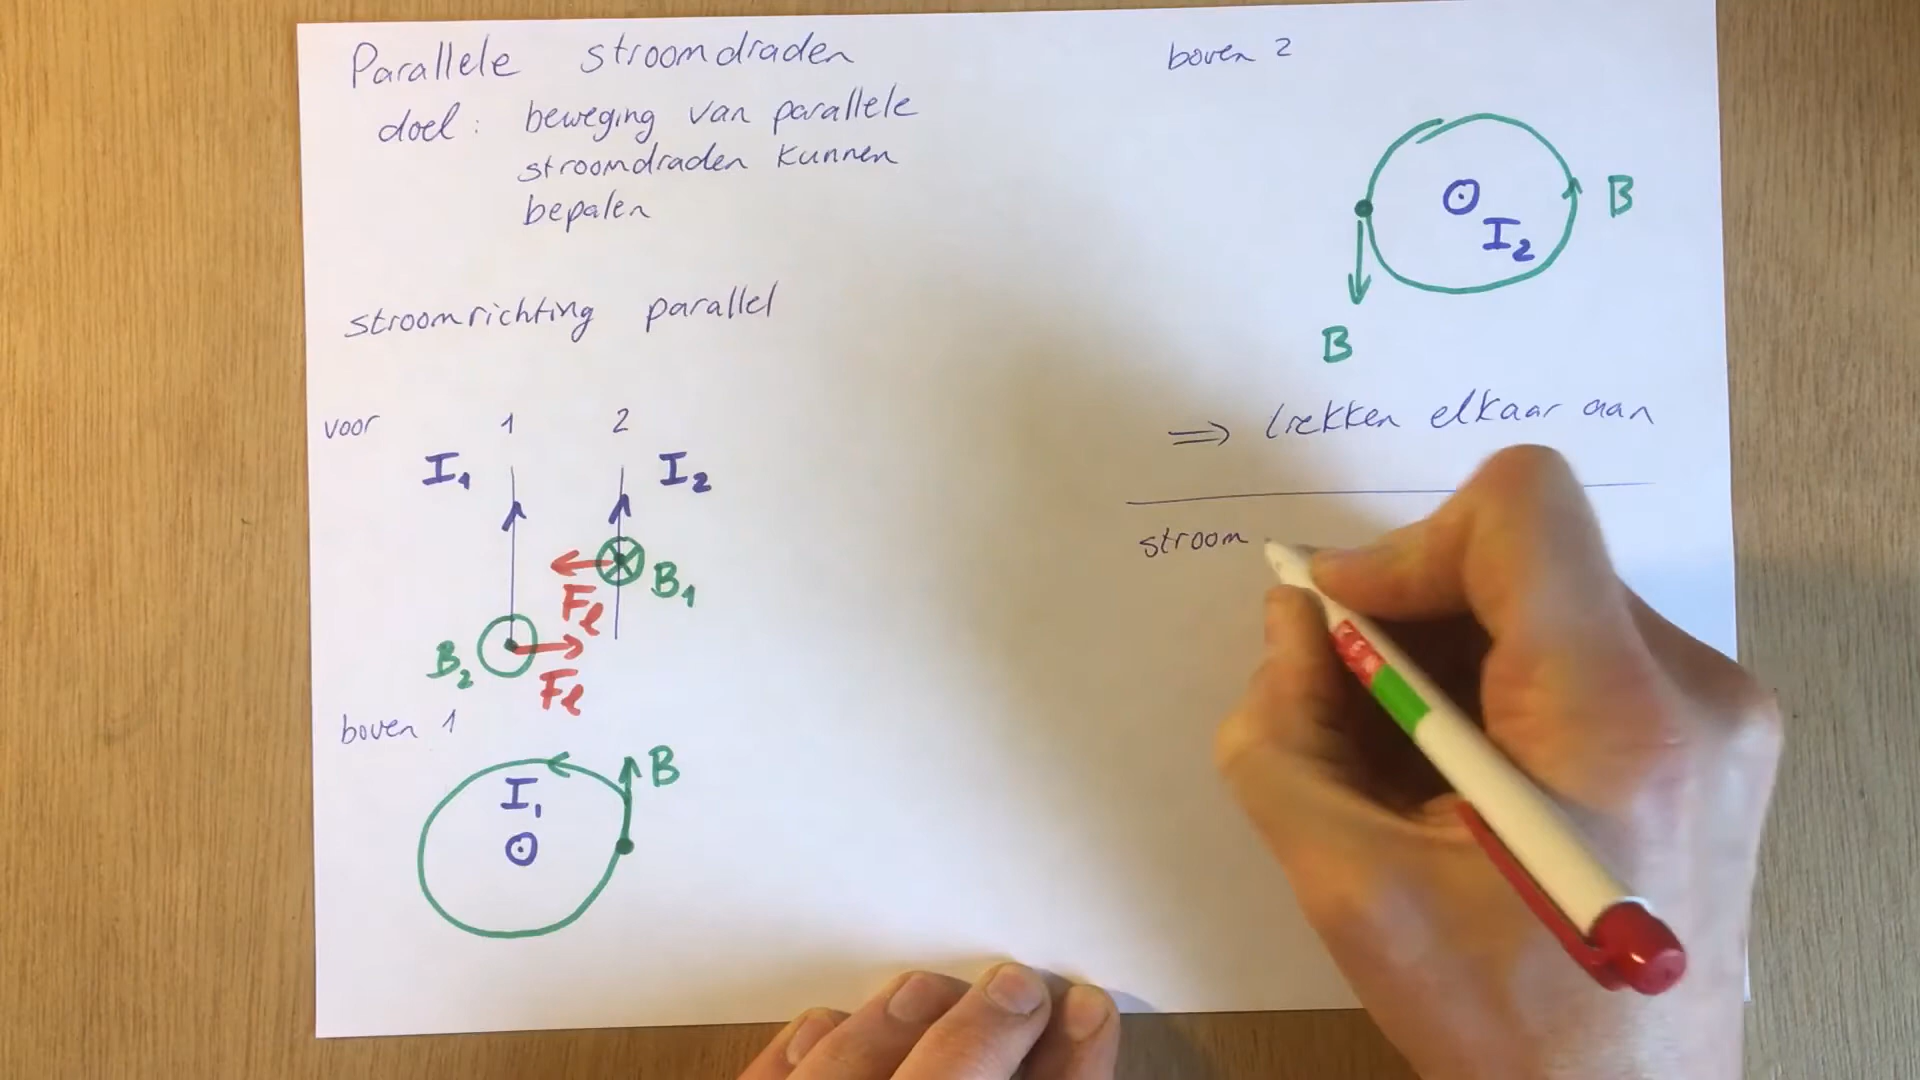 Parallele stroomdraden
doel: beweging van parallele
stroomdraden kunnen
bepalen
stroomrichting parallel
voor 1 2
I₁ I₂
B₁
Fℓ
B₂
Fℓ
boven 1
B
I₁
boven 2
B
I₂
B
⇒ trekken elkaar aan
stroom